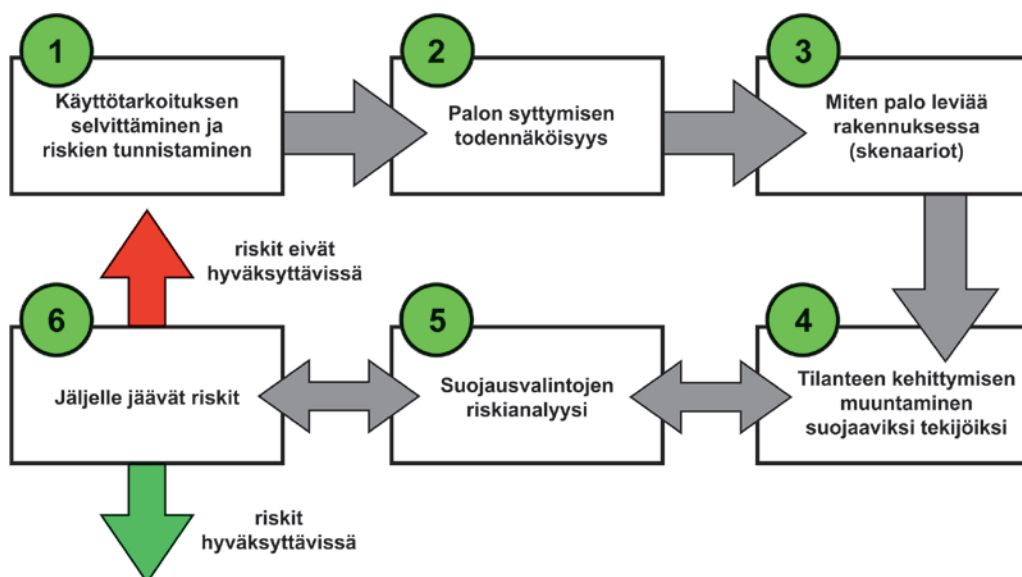 1
Käyttötarkoituksen
selvittäminen ja
riskien tunnistaminen
2
Palon syttymisen
todennäköisyys
3
Miten palo leviää
rakennuksessa
(skenaariot)
riskit eivät
hyväksyttävissä
6
Jäljelle jäävät riskit
5
Suojausvalintojen
riskianalyysi
4
Tilanteen kehittymisen
muuntaminen
suojaaviksi tekijöiksi
riskit
hyväksyttävissä